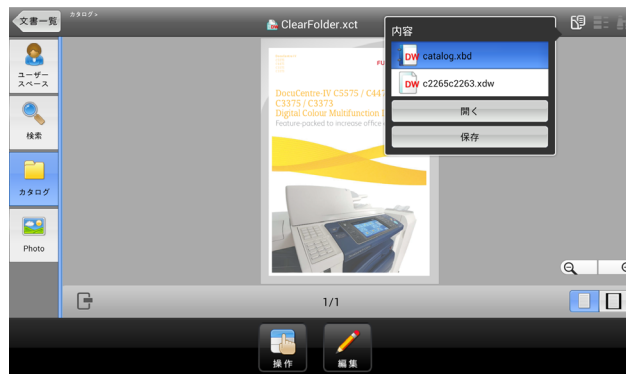 文書一覧
カタログ>
ClearFolder.xct
内容
catalog.xbd
c2265c2263.xdw
開く
保存
ユーザー
スペース
検索
カタログ
Photo
FU
DocuCentre-IV C5575 / C447
C3375 / C3373
Digital Colour Multifunction
Feature-packed to increase office
1/1
操作
編集